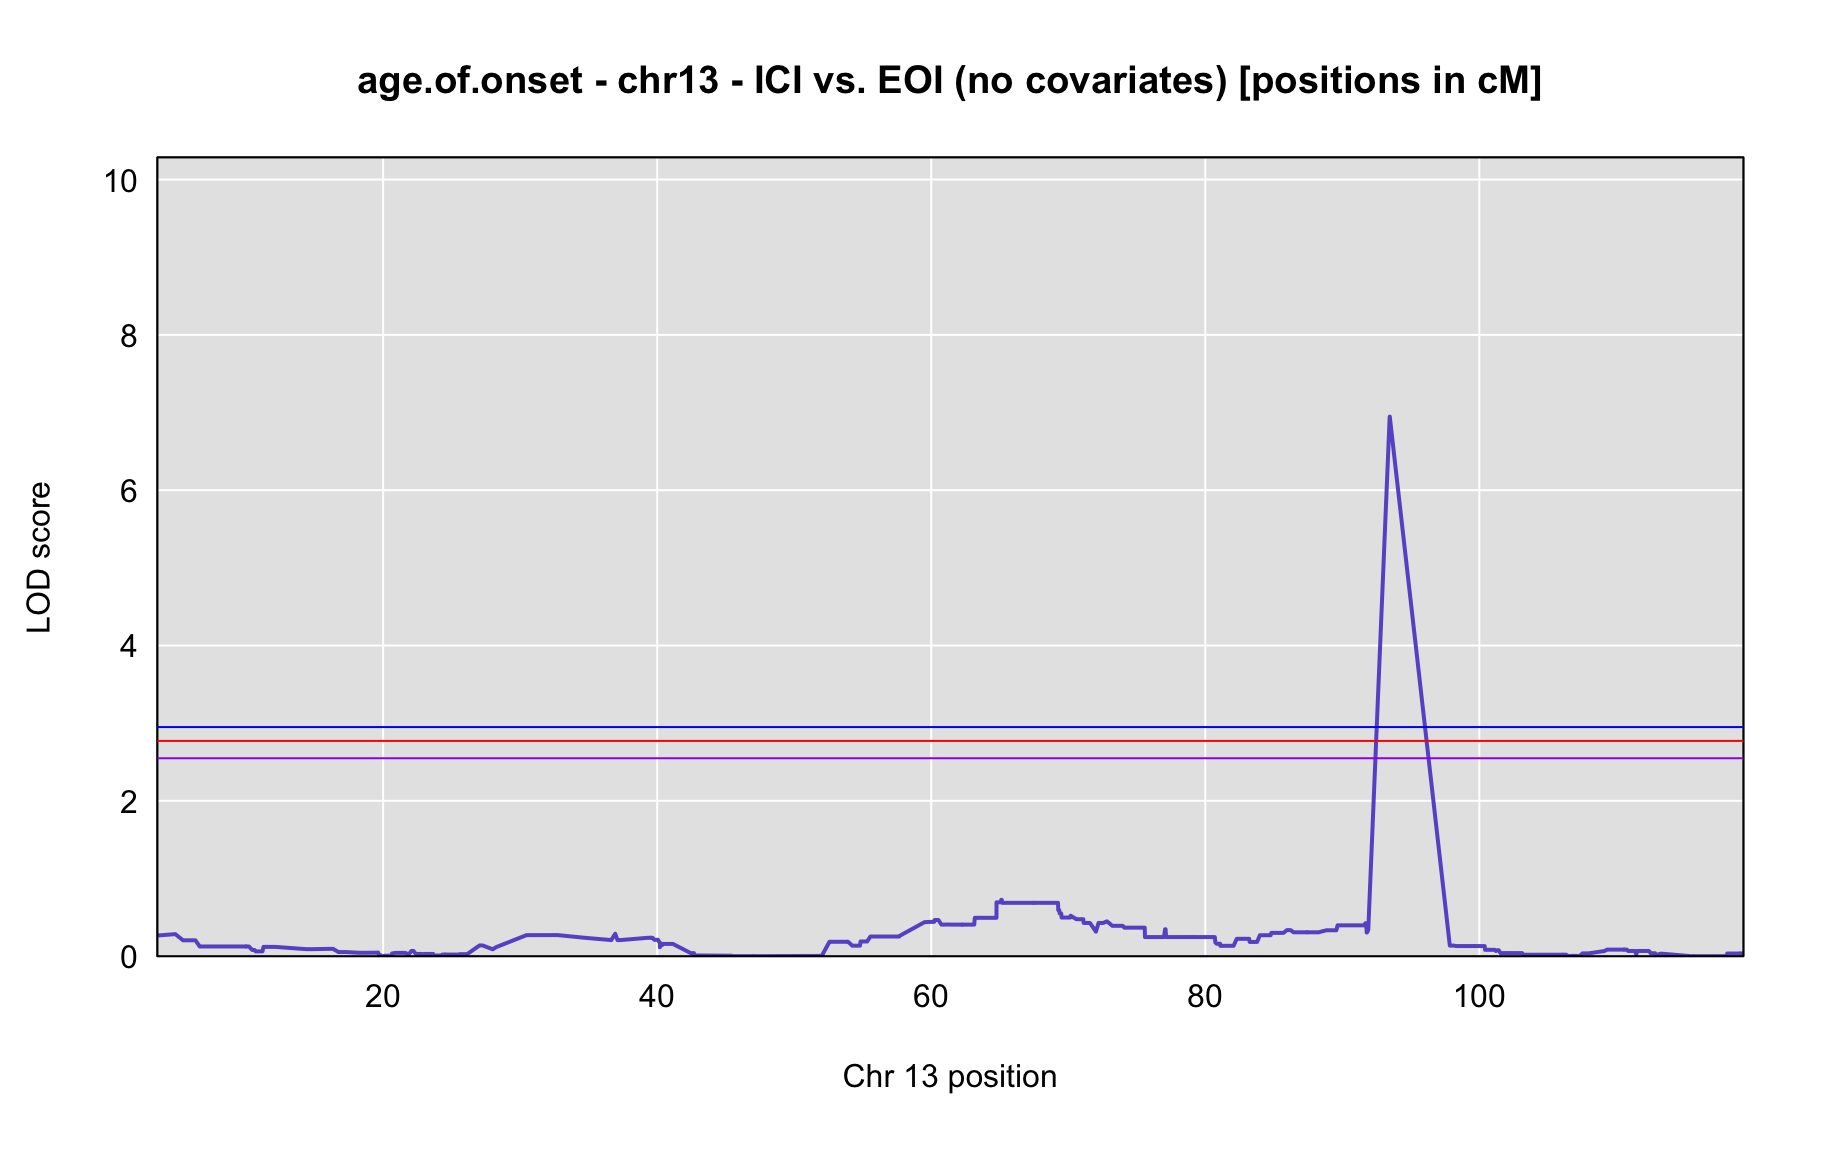 age.of.onset - chr13 - ICI vs. EOI (no covariates) [positions in cM]
10
8
6
4
2
0
LOD score
20 40 60 80 100
Chr 13 position